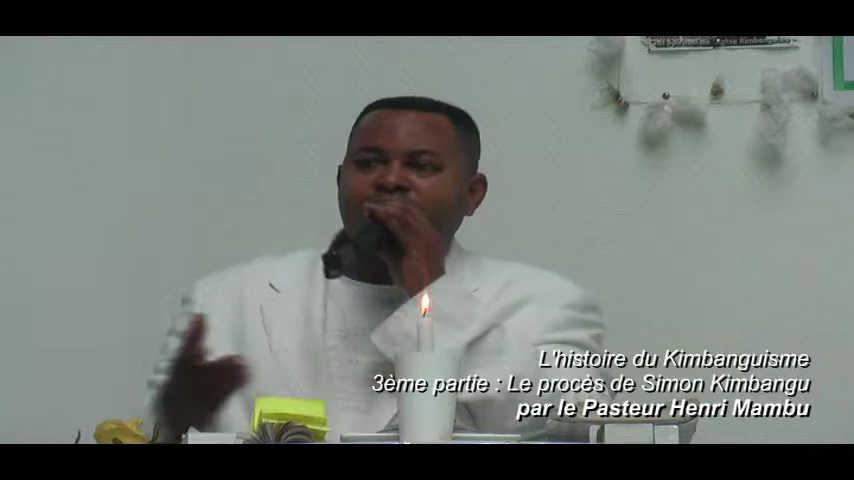 L'histoire du Kimbanguisme
3ème partie : Le procès de Simon Kimbangu
par le Pasteur Henri Mambu